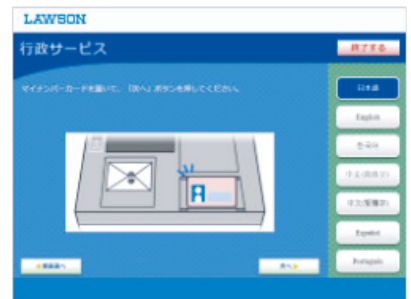 LAWSON
行政サービス
終了する
マイナンバーカードを置いて、「次へ」ボタンを押してください。
日本語
English
한국어
中文(简体字)
中文(繁體字)
Español
Português
次へ